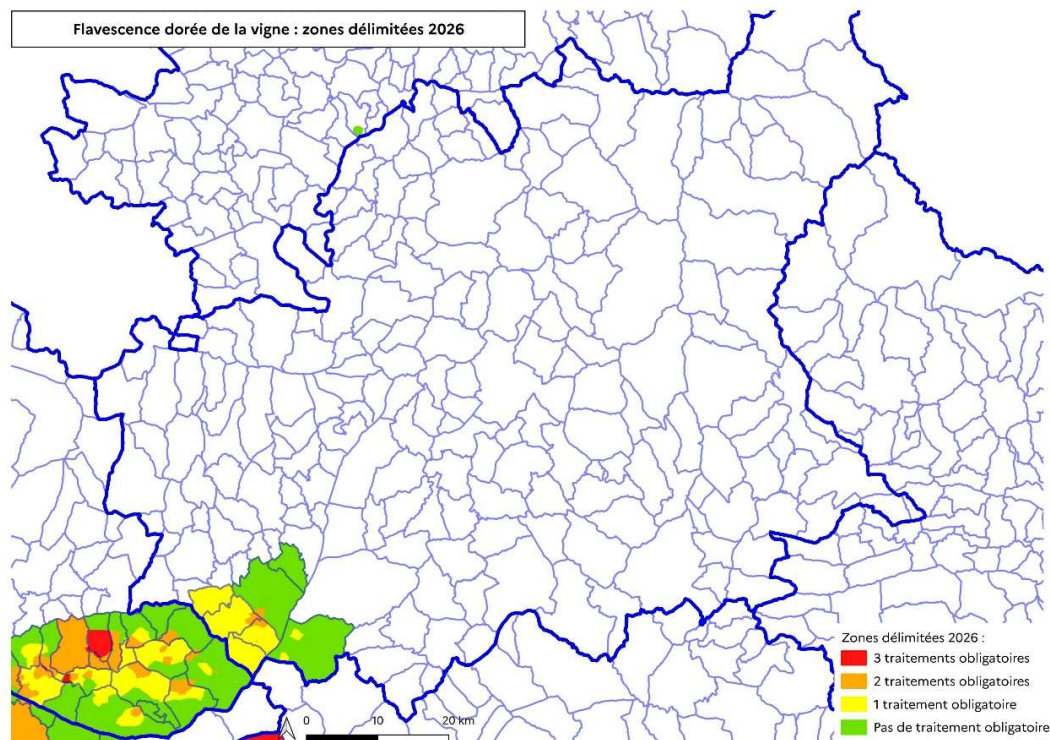 Flavescence dorée de la vigne : zones délimitées 2026
Zones délimitées 2026 :
3 traitements obligatoires
2 traitements obligatoires
1 traitement obligatoire
Pas de traitement obligatoire
0 10 20 km